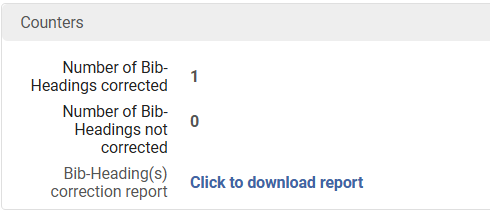 Counters
Number of Bib-
Headings corrected
1
Number of Bib-
Headings not
corrected
0
Bib-Heading(s)
correction report
Click to download report